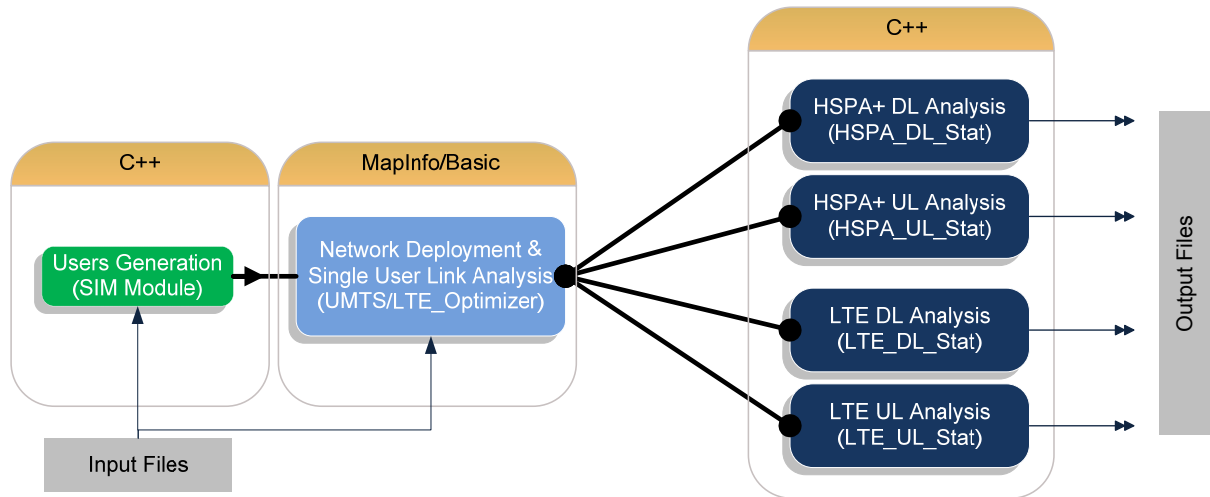 C++
Users Generation
(SIM Module)
Input Files
MapInfo/Basic
Network Deployment &
Single User Link Analysis
(UMTS/LTE_Optimizer)
C++
HSPA+ DL Analysis
(HSPA_DL_Stat)
HSPA+ UL Analysis
(HSPA_UL_Stat)
LTE DL Analysis
(LTE_DL_Stat)
LTE UL Analysis
(LTE_UL_Stat)
Output Files